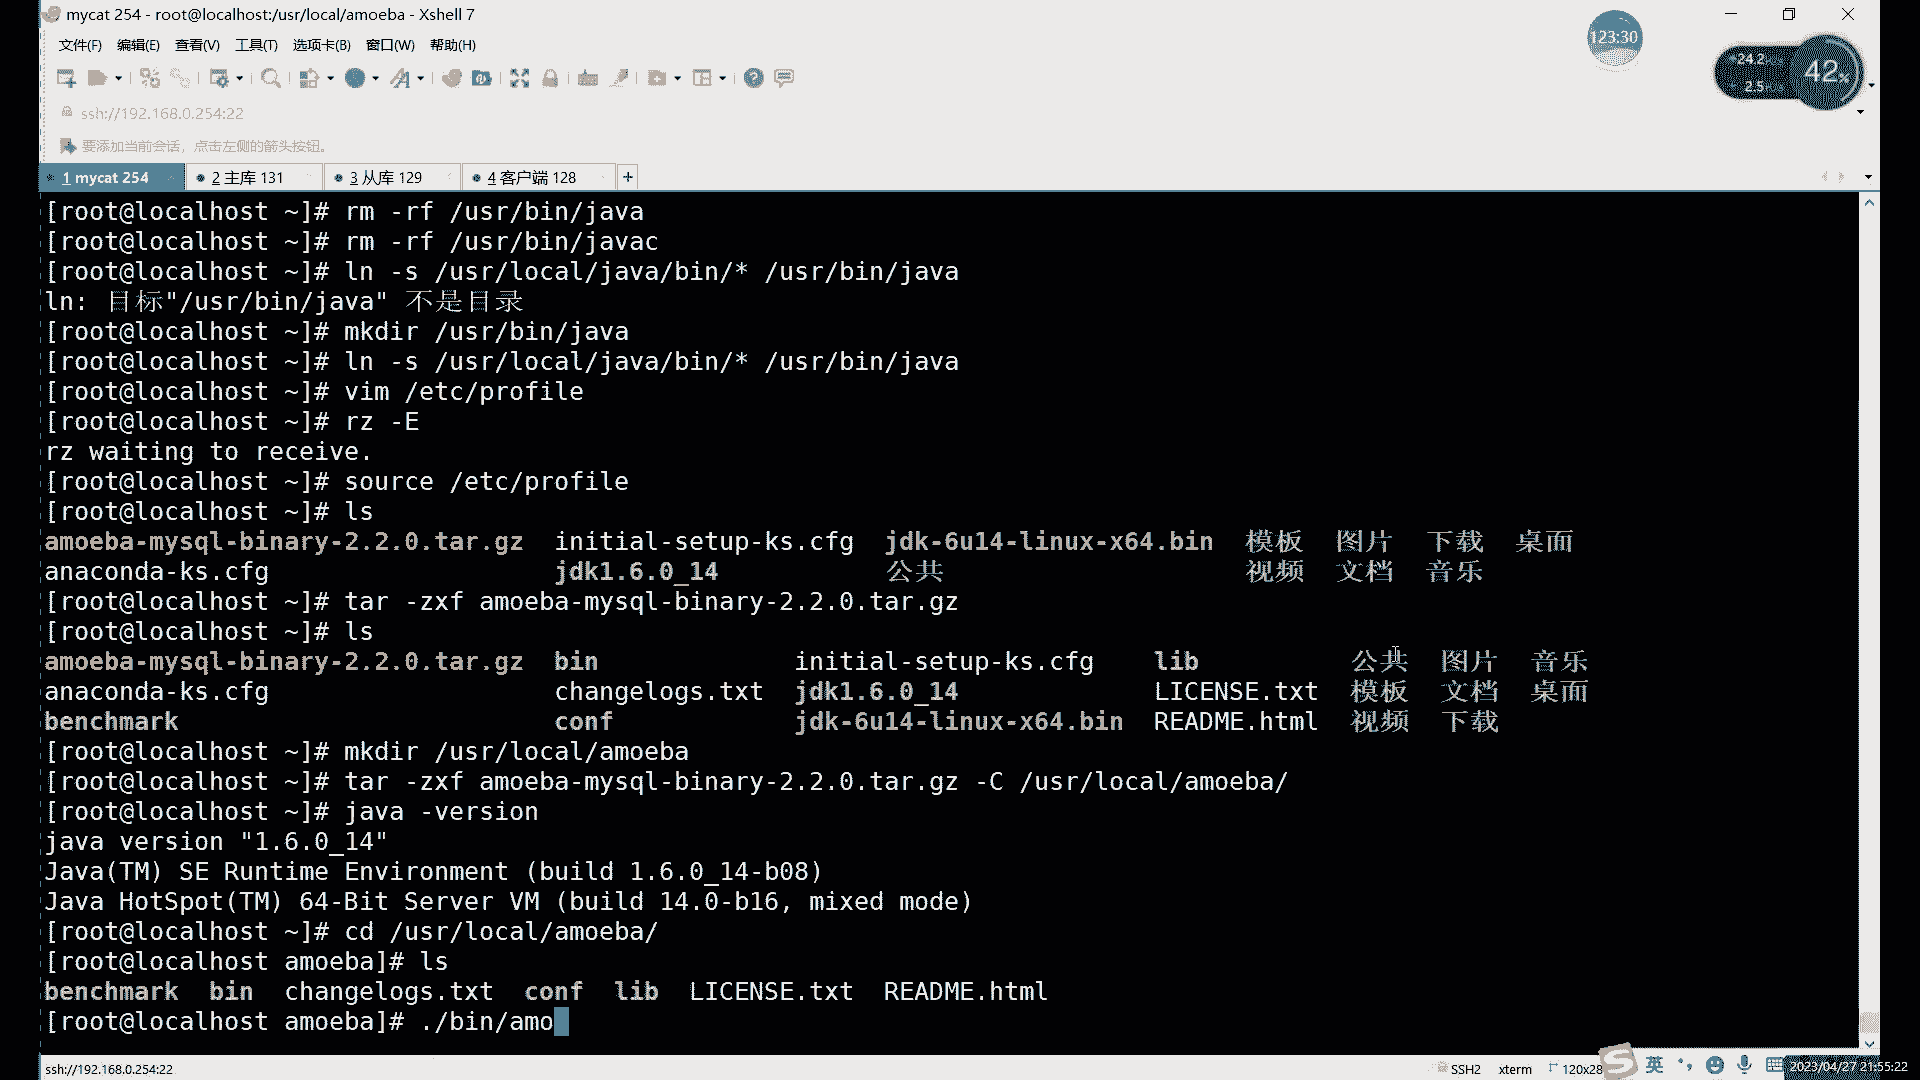 mycat 254 - root@localhost:/usr/local/amoeba - Xshell 7
文件(F) 编辑(E) 查看(V) 工具(T) 选项卡(B) 窗口(W) 帮助(H)
123:30
24.2
2.5
42%
ssh://192.168.0.254:22
要添加当前会话，点击左侧的箭头按钮。
1 mycat 254 2 主库 131 3 从库 129 4 客户端 128 +
[root@localhost ~]# rm -rf /usr/bin/java
[root@localhost ~]# rm -rf /usr/bin/javac
[root@localhost ~]# ln -s /usr/local/java/bin/* /usr/bin/java
ln: 目标"/usr/bin/java" 不是目录
[root@localhost ~]# mkdir /usr/bin/java
[root@localhost ~]# ln -s /usr/local/java/bin/* /usr/bin/java
[root@localhost ~]# vim /etc/profile
[root@localhost ~]# rz -E
rz waiting to receive.
[root@localhost ~]# source /etc/profile
[root@localhost ~]# ls
amoeba-mysql-binary-2.2.0.tar.gz initial-setup-ks.cfg jdk-6u14-linux-x64.bin 模板 图片 下载 桌面
anaconda-ks.cfg jdk1.6.0_14 公共 视频 文档 音乐
[root@localhost ~]# tar -zxf amoeba-mysql-binary-2.2.0.tar.gz
[root@localhost ~]# ls
amoeba-mysql-binary-2.2.0.tar.gz bin initial-setup-ks.cfg lib 公共 图片 音乐
anaconda-ks.cfg changelogs.txt jdk1.6.0_14 LICENSE.txt 模板 文档 桌面
benchmark conf jdk-6u14-linux-x64.bin README.html 视频 下载
[root@localhost ~]# mkdir /usr/local/amoeba
[root@localhost ~]# tar -zxf amoeba-mysql-binary-2.2.0.tar.gz -C /usr/local/amoeba/
[root@localhost ~]# java -version
java version "1.6.0_14"
Java(TM) SE Runtime Environment (build 1.6.0_14-b08)
Java HotSpot(TM) 64-Bit Server VM (build 14.0-b16, mixed mode)
[root@localhost ~]# cd /usr/local/amoeba/
[root@localhost amoeba]# ls
benchmark bin changelogs.txt conf lib LICENSE.txt README.html
[root@localhost amoeba]# ./bin/amo
ssh://192.168.0.254:22 SSH2 xterm 120x28 英 2023/04/27 21:55:22